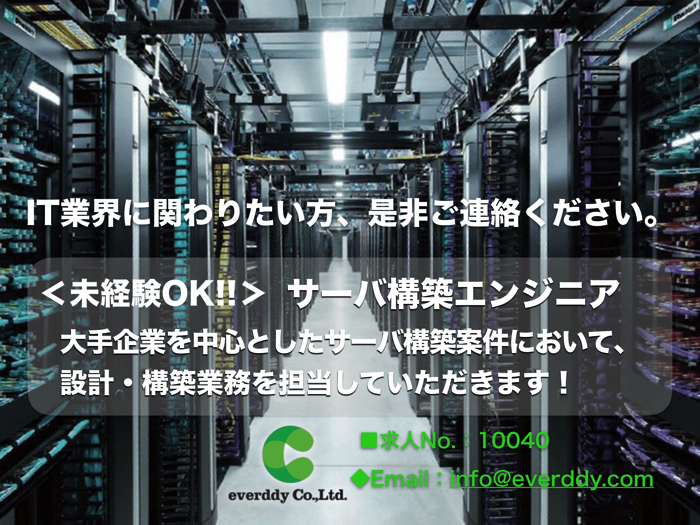 IT業界に関わりたい方、是非ご連絡ください。
＜未経験OK!!＞ サーバ構築エンジニア
大手企業を中心としたサーバ構築案件において、
設計・構築業務を担当していただきます！
■求人No.：10040
◆Email：info@everddy.com
everddy Co.,Ltd.